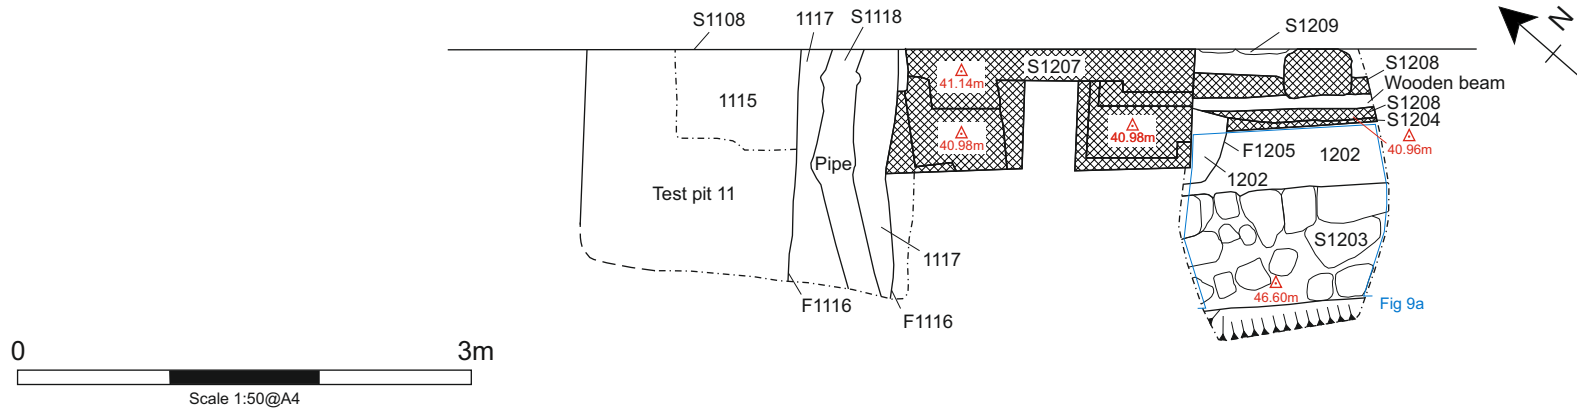 S1108
1117
S1118
S1209
N
41.14m
S1207
S1208
Wooden beam
1115
S1208
S1204
40.98m
40.98m
40.96m
F1205
1202
Pipe
1202
Test pit 11
S1203
1117
46.60m
F1116
Fig 9a
F1116
0
3m
Scale 1:50@A4